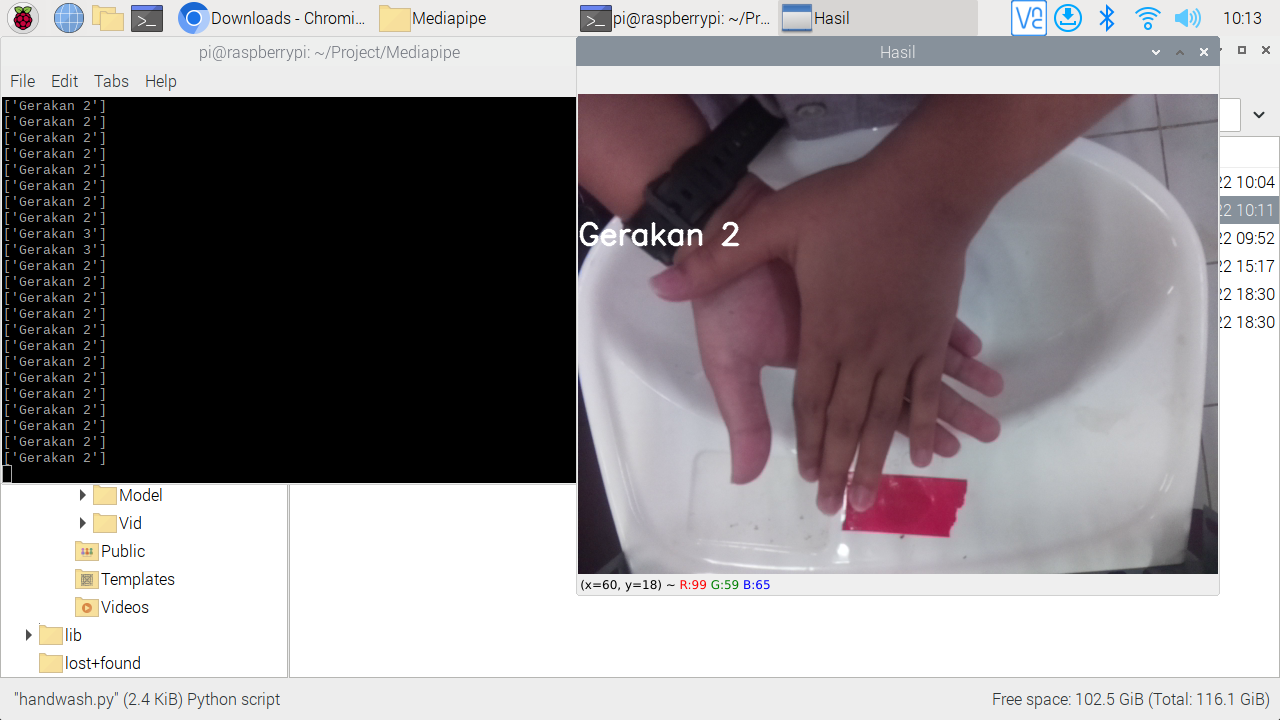 Downloads - Chromi...
Mediapipe
pi@raspberrypi: ~/Pr...
Hasil
10:13
pi@raspberrypi: ~/Project/Mediapipe
File Edit Tabs Help
['Gerakan 2']
['Gerakan 2']
['Gerakan 2']
['Gerakan 2']
['Gerakan 2']
['Gerakan 2']
['Gerakan 2']
['Gerakan 2']
['Gerakan 3']
['Gerakan 3']
['Gerakan 2']
['Gerakan 2']
['Gerakan 2']
['Gerakan 2']
['Gerakan 2']
['Gerakan 2']
['Gerakan 2']
['Gerakan 2']
['Gerakan 2']
['Gerakan 2']
['Gerakan 2']
['Gerakan 2']
['Gerakan 2']
Hasil
Gerakan 2
(x=60, y=18) ~ R:99 G:59 B:65
22 10:04
22 10:11
22 09:52
22 15:17
22 18:30
22 18:30
Model
Vid
Public
Templates
Videos
lib
lost+found
"handwash.py" (2.4 KiB) Python script
Free space: 102.5 GiB (Total: 116.1 GiB)